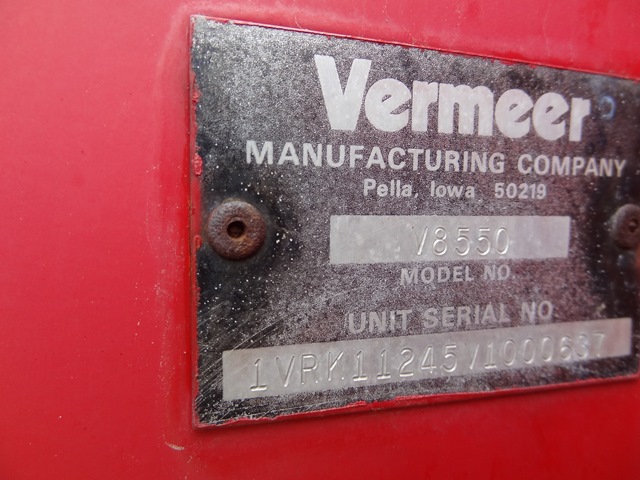 Vermeer
MANUFACTURING COMPANY
Pella, Iowa 50219
V8550
MODEL NO
UNIT SERIAL NO.
1VRK11245V1000637